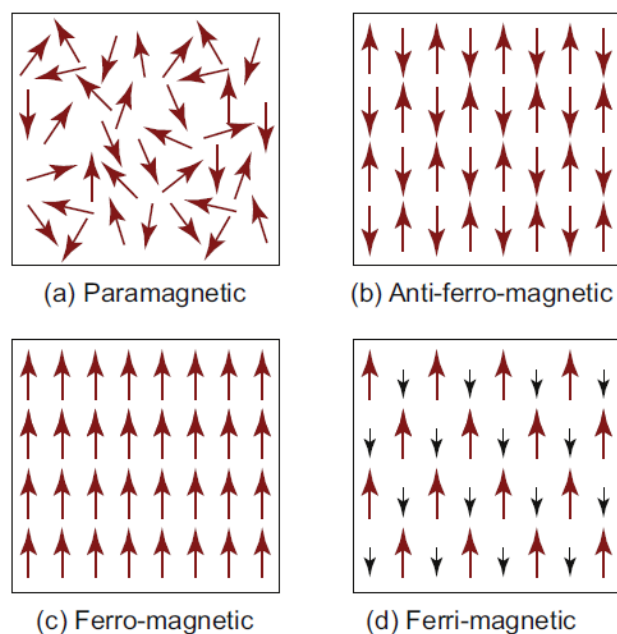 (a) Paramagnetic
(b) Anti-ferro-magnetic
(c) Ferro-magnetic
(d) Ferri-magnetic